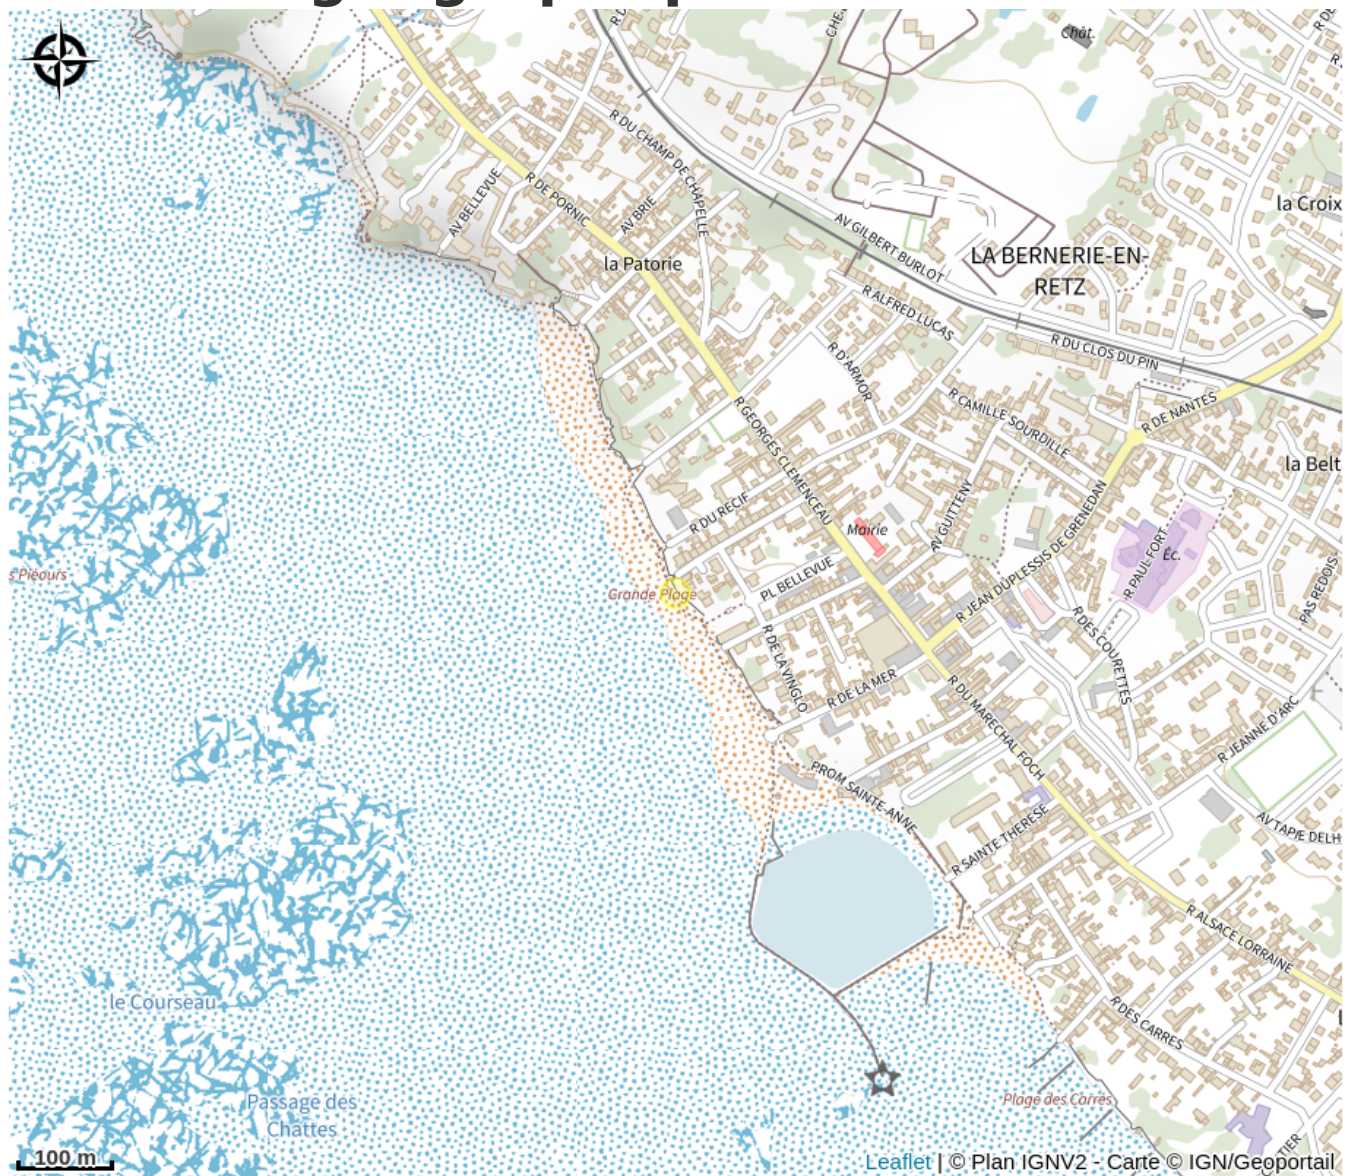 Chât.
R DU CHAMP DE CHAPELLE
AV BELLEVUE
R DE PORNIC
AV BRIE
la Croix
AV GILBERT BURLOT
LA BERNERIE-EN-
RETZ
la Patorie
R ALFRED LUCAS
R DU CLOS DU PIN
R D'ARMOR
R CAMILLE SOURDILLE
R DE NANTES
R GEORGES CLEMENCEAU
la Belt
R DU RECIF
AV GUITTENY
Mairie
R JEAN DUPLESSIS DE GRENEDAN
R PAUL FORT
Éc.
s Piéours
Grande Plage
PL BELLEVUE
PAS REDOIS
R DES COURETTES
R DE LA VINGLO
R DE LA MER
R DU MARECHAL FOCH
R JEANNE D'ARC
PROM SAINTE-ANNE
R SAINTE THERESE
AV TAPIE DELH
R ALSACE LORRAINE
le Courseau
R DES CARRES
Passage des
Chattes
Plage des Carrés
100 m
Leaflet | © Plan IGNV2 - Carte © IGN/Geoportail